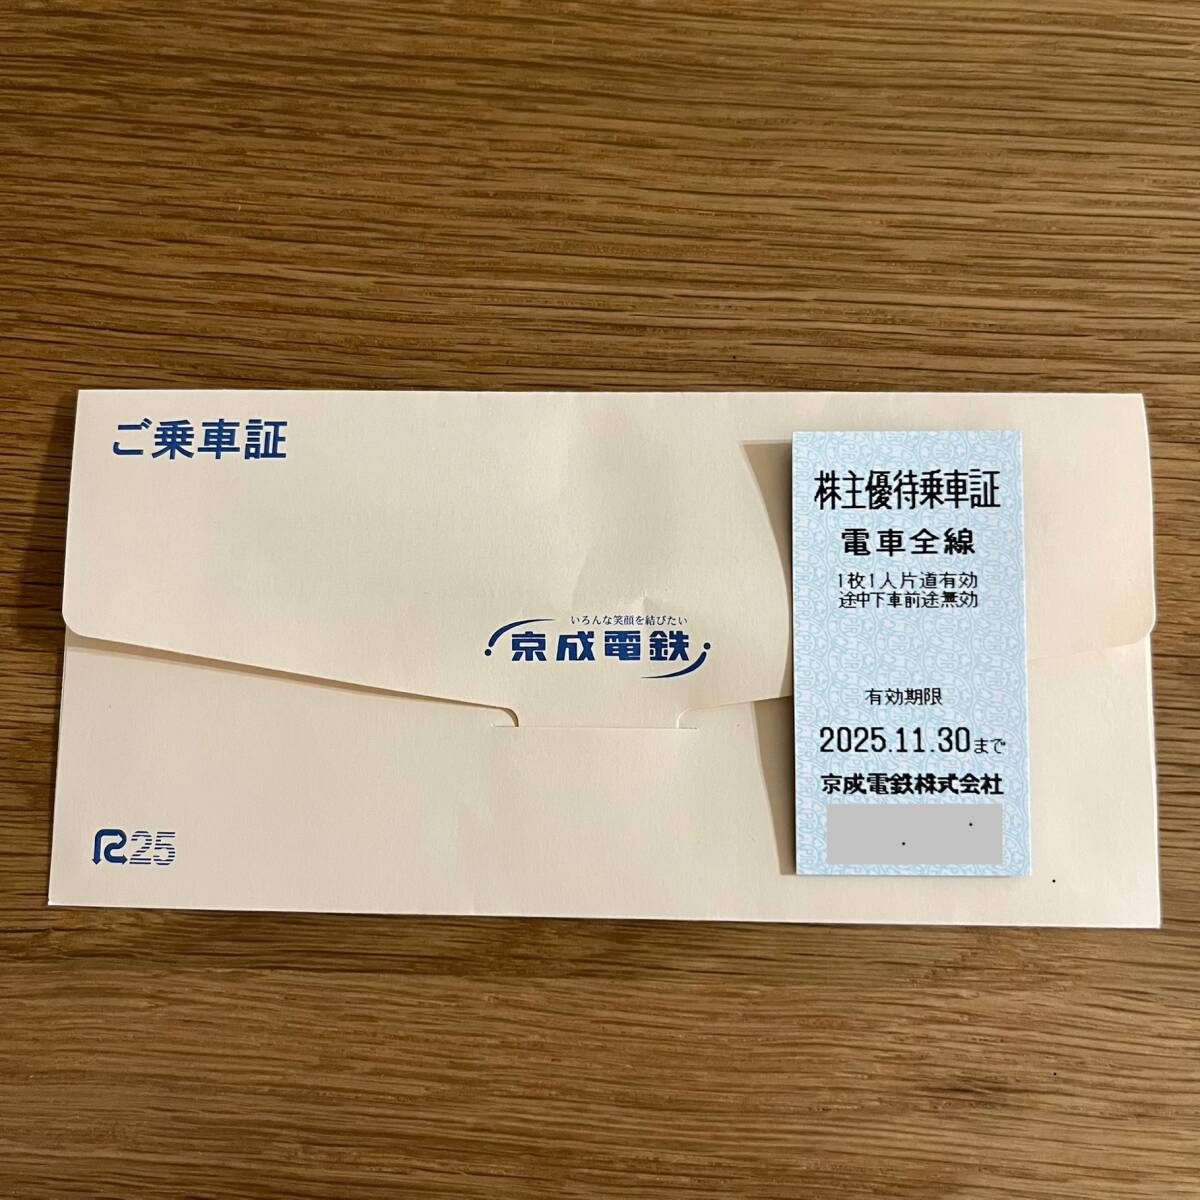 ご乗車証
いろんな笑顔を結びたい
京成電鉄
R25
株主優待乗車証
電車全線
1枚1人片道有効
途中下車前途無効
有効期限
2025.11.30まで
京成電鉄株式会社